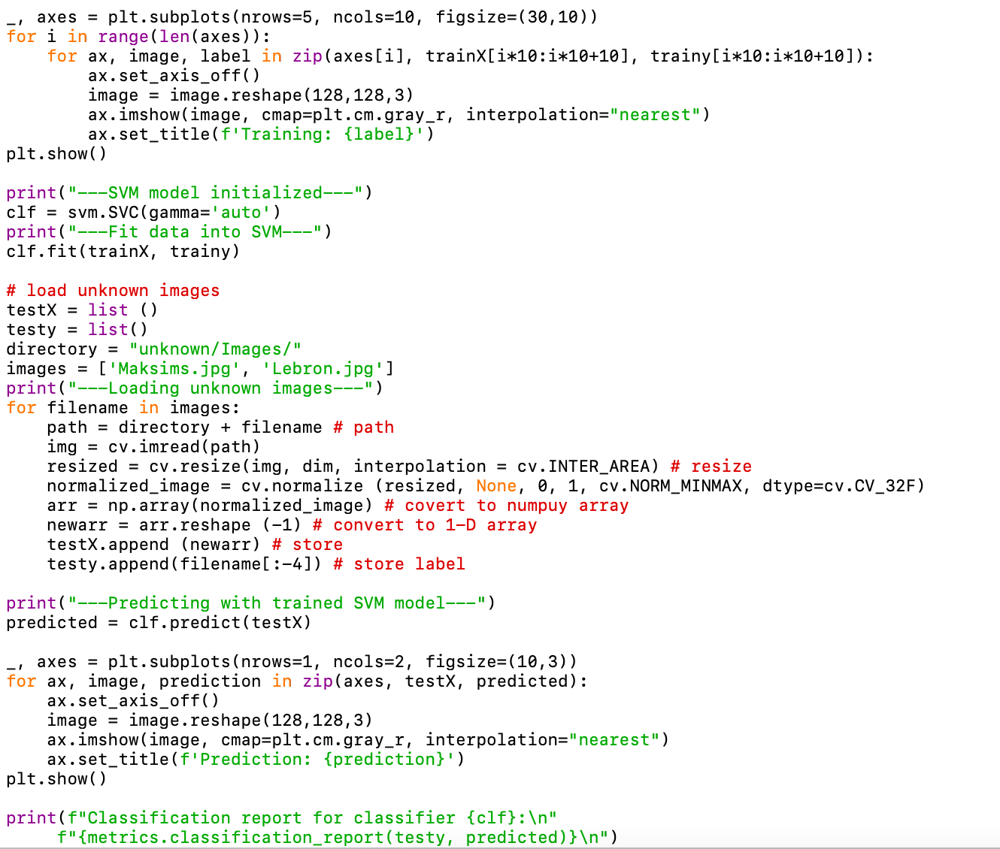 _, axes = plt.subplots(nrows=5, ncols=10, figsize=(30,10))
for i in range(len(axes)):
    for ax, image, label in zip(axes[i], trainX[i*10:i*10+10], trainy[i*10:i*10+10]):
        ax.set_axis_off()
        image = image.reshape(128,128,3)
        ax.imshow(image, cmap=plt.cm.gray_r, interpolation="nearest")
        ax.set_title(f'Training: {label}')
plt.show()

print("---SVM model initialized---")
clf = svm.SVC(gamma='auto')
print("---Fit data into SVM---")
clf.fit(trainX, trainy)

# load unknown images
testX = list ()
testy = list()
directory = "unknown/Images/"
images = ['Maksims.jpg', 'Lebron.jpg']
print("---Loading unknown images---")
for filename in images:
    path = directory + filename # path
    img = cv.imread(path)
    resized = cv.resize(img, dim, interpolation = cv.INTER_AREA) # resize
    normalized_image = cv.normalize (resized, None, 0, 1, cv.NORM_MINMAX, dtype=cv.CV_32F)
    arr = np.array(normalized_image) # covert to numpuy array
    newarr = arr.reshape (-1) # convert to 1-D array
    testX.append (newarr) # store
    testy.append(filename[:-4]) # store label

print("---Predicting with trained SVM model---")
predicted = clf.predict(testX)

_, axes = plt.subplots(nrows=1, ncols=2, figsize=(10,3))
for ax, image, prediction in zip(axes, testX, predicted):
    ax.set_axis_off()
    image = image.reshape(128,128,3)
    ax.imshow(image, cmap=plt.cm.gray_r, interpolation="nearest")
    ax.set_title(f'Prediction: {prediction}')
plt.show()

print(f"Classification report for classifier {clf}:\n"
     f"{metrics.classification_report(testy, predicted)}\n")